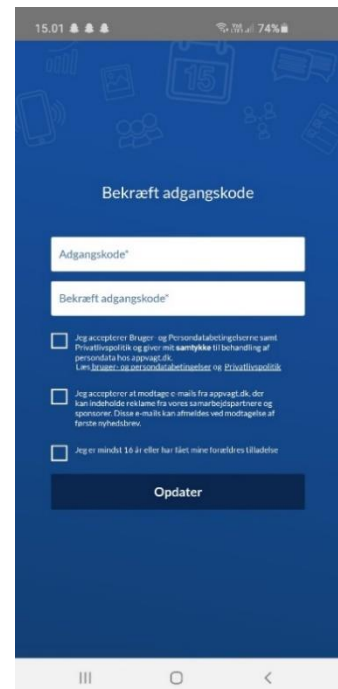 15.01
74%
15
Bekræft adgangskode
Adgangskode*
Bekræft adgangskode*
Jeg accepterer Bruger- og Persondatabetingelserne samt
Privatlivspolitik og giver mit samtykke til behandling af
persondata hos appvagt.dk.
Læs bruger- og persondatabetingelser og Privatlivspolitik
Jeg accepterer at modtage e-mails fra appvagt.dk, der
kan indeholde reklame fra vores samarbejdspartnere og
sponsorer. Disse e-mails kan afmeldes ved modtagelse af
første nyhedsbrev.
Jeg er mindst 16 år eller har fået mine forældres tilladelse
Opdater